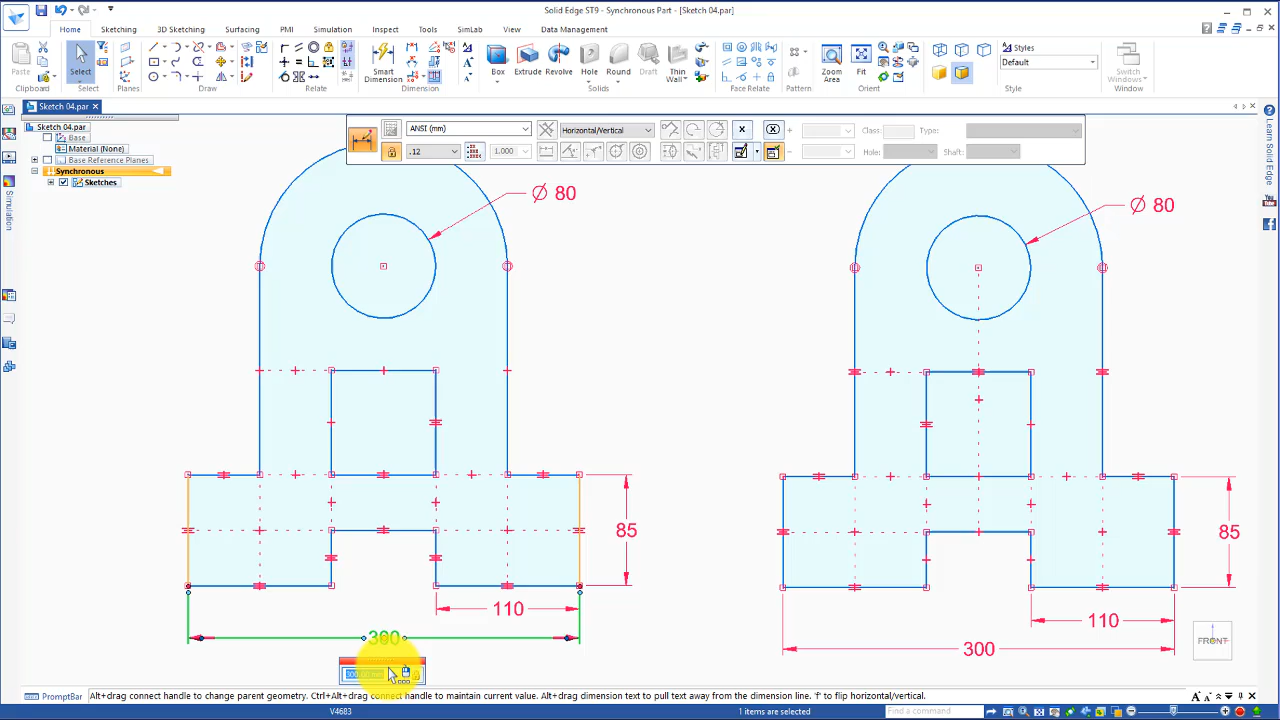 Solid Edge ST9 - Synchronous Part - [Sketch 04.par]
Home Sketching 3D Sketching Surfacing PMI Simulation Inspect Tools SimLab View Data Management
Paste Select Smart Dimension Box Extrude Revolve Hole Round Draft Thin Wall Zoom Area Fit Styles Default Switch Windows
Clipboard Select Planes Draw Relate Dimension Solids Face Relate Pattern Orient Style
Sketch 04.par
Sketch 04.par
Base
Material (None)
Base Reference Planes
Synchronous
Sketches
ANSI (mm) Horizontal/Vertical Class: Type:
.12 1.000 Hole: Shaft:
Simulation
Learn Solid Edge
You Tube
Ø 80
Ø 80
85
85
110
110
300
300
FRONT
PromptBar Alt+drag connect handle to change parent geometry. Ctrl+Alt+drag connect handle to maintain current value. Alt+drag dimension text to pull text away from the dimension line. 'f' to flip horizontal/vertical.
V4683 1 items are selected Find a command